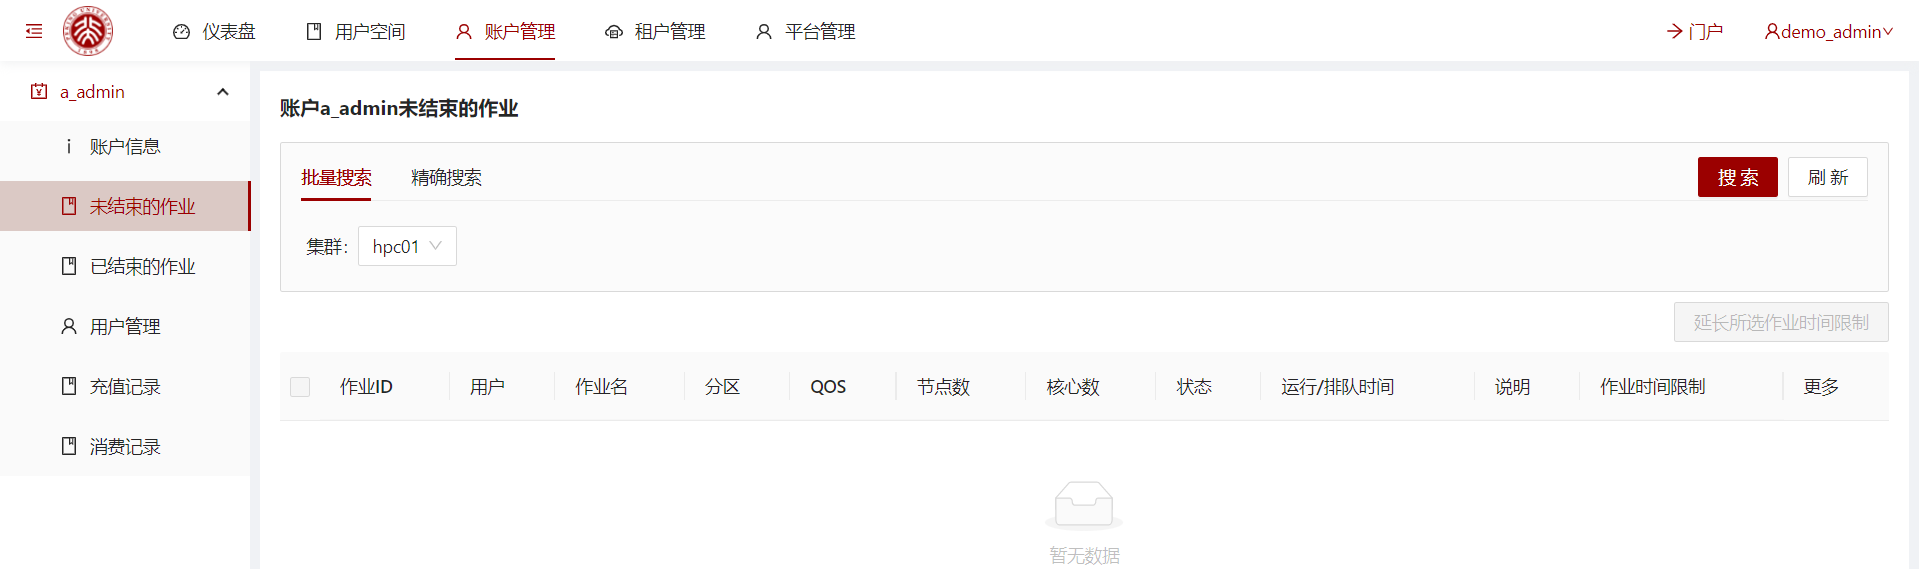 仪表盘 用户空间 账户管理 租户管理 平台管理 门户 demo_admin
a_admin
账户信息
未结束的作业
已结束的作业
用户管理
充值记录
消费记录
账户a_admin未结束的作业
批量搜索 精确搜索 搜索 刷新
集群: hpc01
延长所选作业时间限制
作业ID 用户 作业名 分区 QOS 节点数 核心数 状态 运行/排队时间 说明 作业时间限制 更多
暂无数据